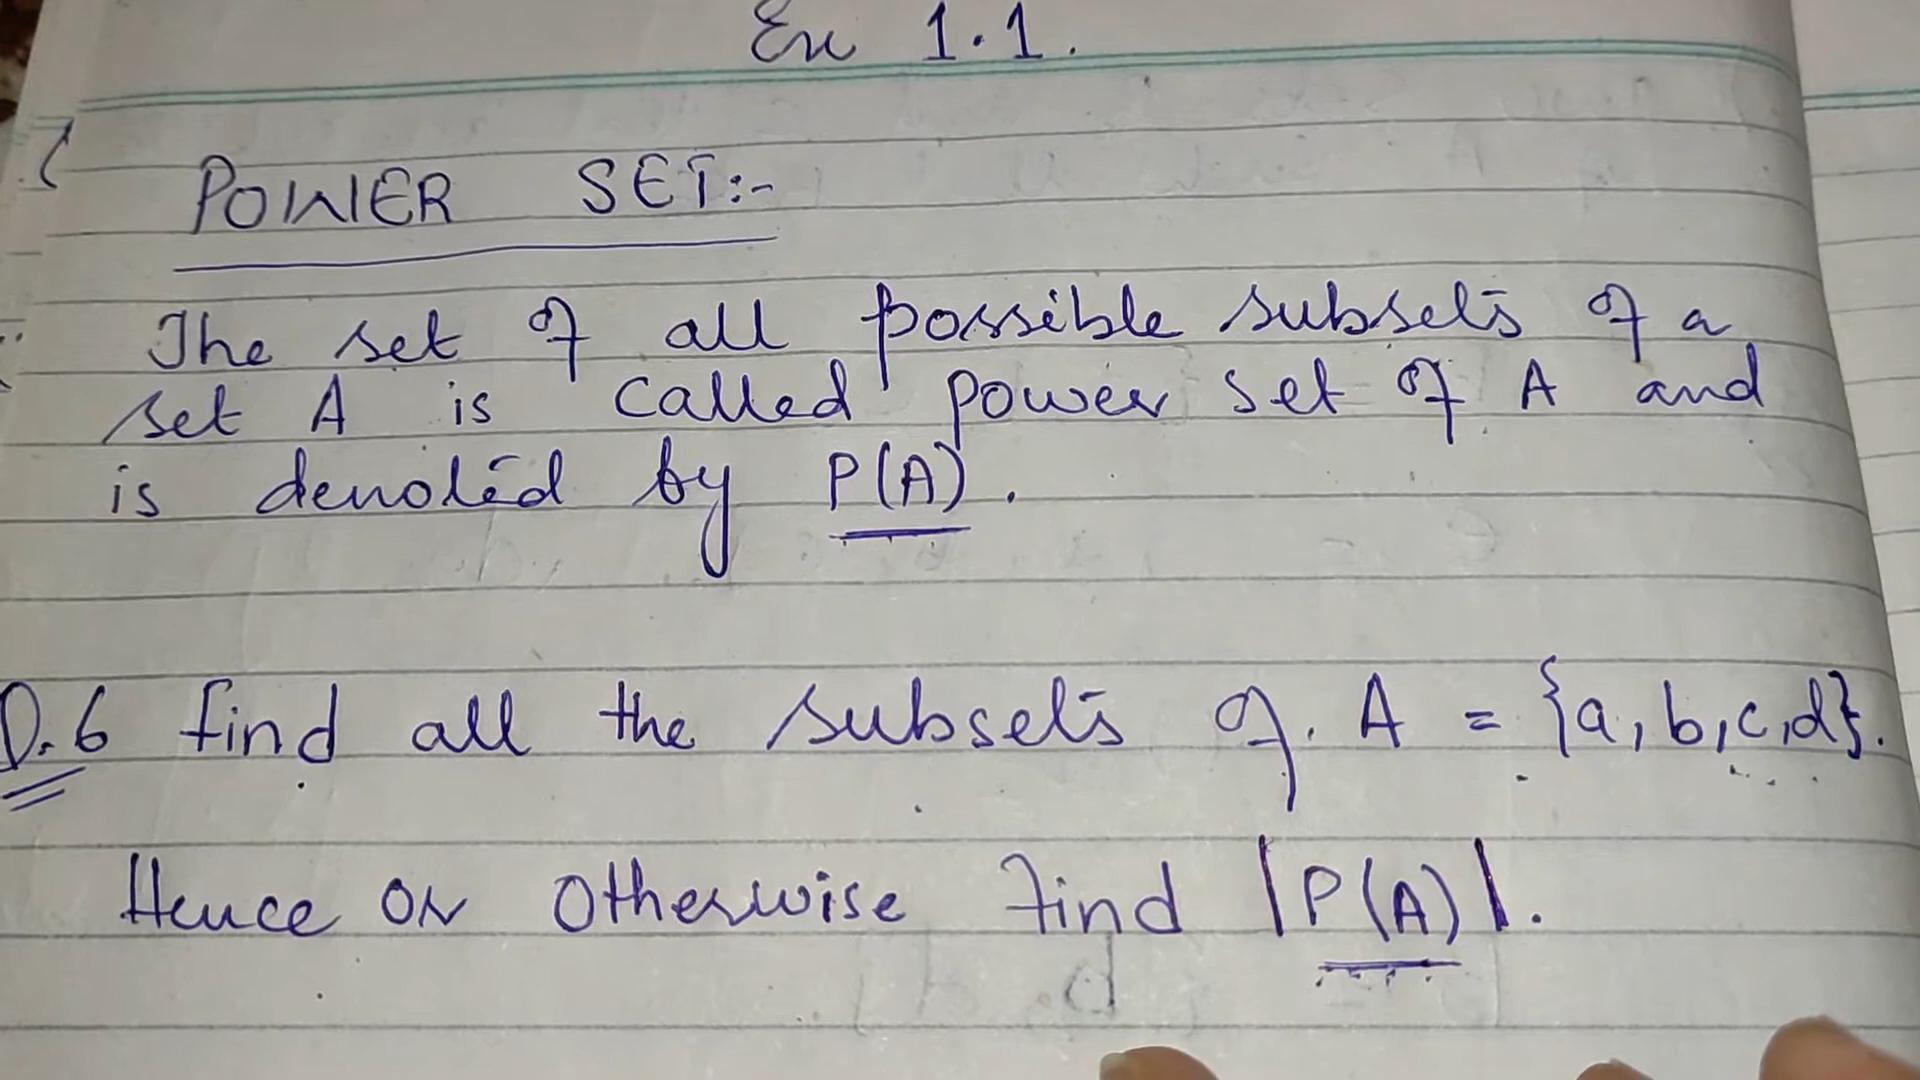 Ex 1.1.
POWER SET:-
The set of all possible subsets of a
set A is called power set of A and
is denoted by P(A).
Q.6 find all the subsets of A = {a,b,c,d}.
Hence or otherwise find |P(A)|.